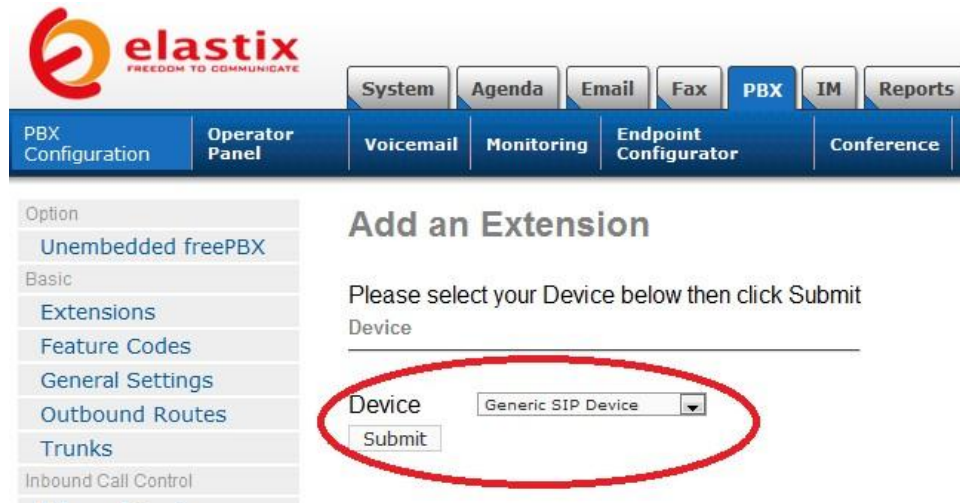 elastix
FREEDOM TO COMMUNICATE
System Agenda Email Fax PBX IM Reports
PBX Configuration Operator Panel Voicemail Monitoring Endpoint Configurator Conference
Option
Unembedded freePBX
Basic
Extensions
Feature Codes
General Settings
Outbound Routes
Trunks
Inbound Call Control
Add an Extension
Please select your Device below then click Submit
Device
Device Generic SIP Device
Submit